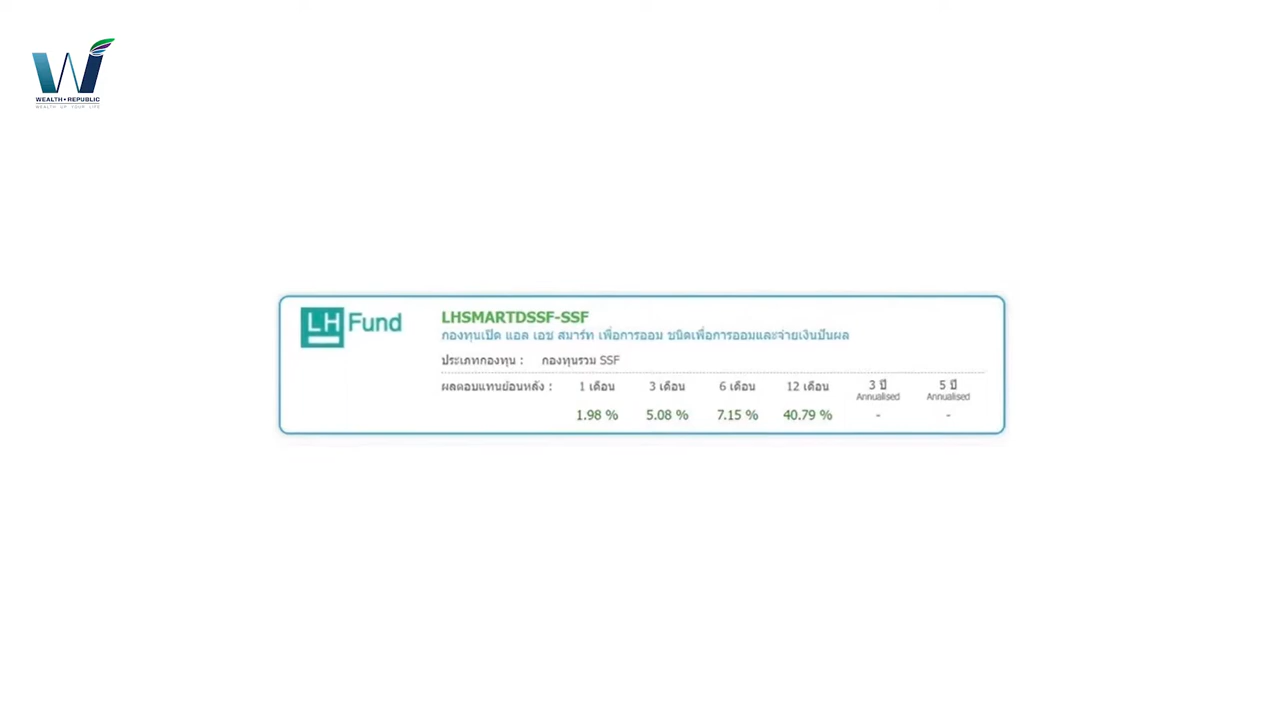 W
WEALTH • REPUBLIC
WEALTH UP YOUR LIFE
LH Fund
LHSMARTDSSF-SSF
กองทุนเปิด แอล เอช สมาร์ท เพื่อการออม ชนิดเพื่อการออมและจ่ายเงินปันผล
ประเภทกองทุน : กองทุนรวม SSF
ผลตอบแทนย้อนหลัง : 1 เดือน 3 เดือน 6 เดือน 12 เดือน 3 ปี 5 ปี
Annualised Annualised
1.98 % 5.08 % 7.15 % 40.79 % - -